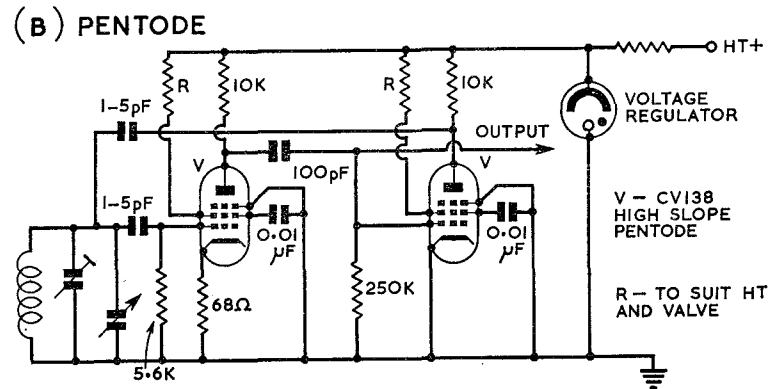 (B) PENTODE
HT+
R
10K
R
10K
1-5pF
VOLTAGE
REGULATOR
OUTPUT
V
100pF
V
1-5pF
0·01
μF
0·01
μF
V — CV138
HIGH SLOPE
PENTODE
68Ω
250K
R — TO SUIT HT
AND VALVE
5·6K